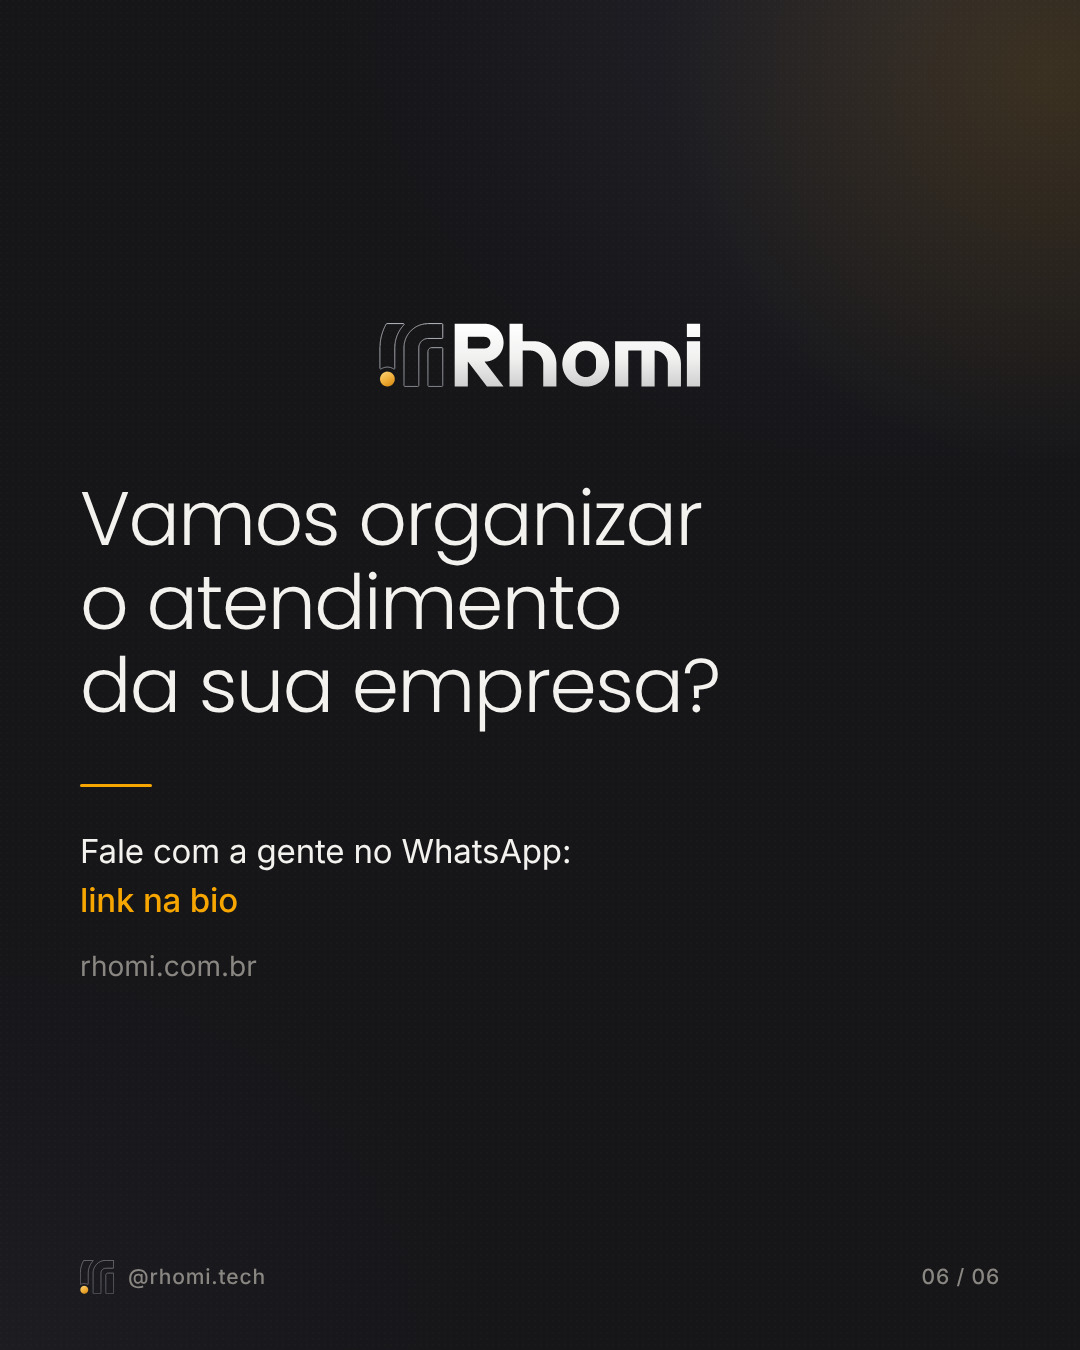 Rhomi
Vamos organizar
o atendimento
da sua empresa?
Fale com a gente no WhatsApp:
link na bio
rhomi.com.br
@rhomi.tech
06 / 06